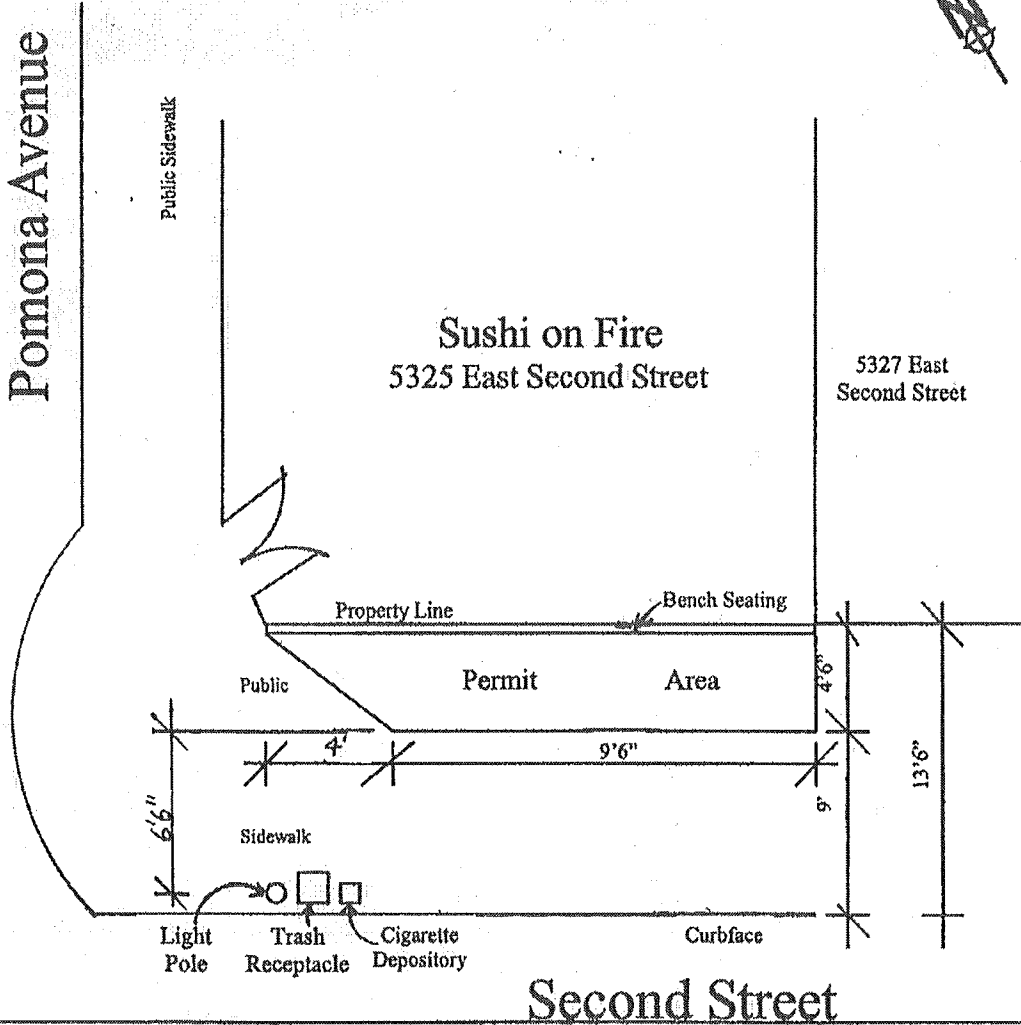 Pomona Avenue
Public Sidewalk
Sushi on Fire
5325 East Second Street
5327 East
Second Street
Property Line
Bench Seating
Public
Permit Area
4'6"
4'
9'6"
13'6"
9'
6'6"
Sidewalk
Light
Pole
Trash
Receptacle
Cigarette
Depository
Curbface
Second Street